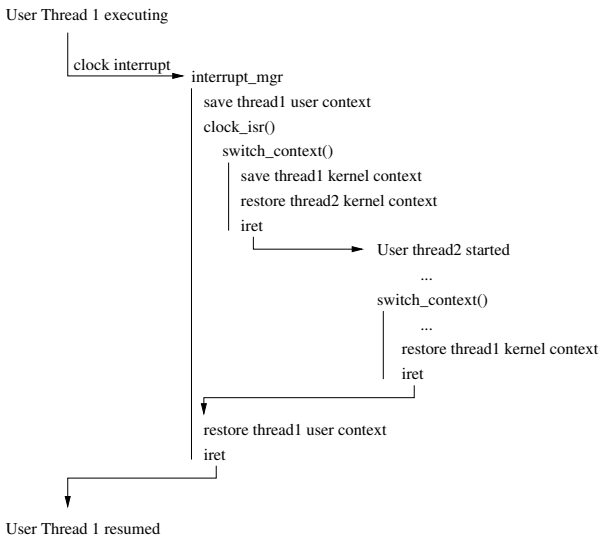 User Thread 1 executing
clock interrupt
interrupt_mgr
save thread1 user context
clock_isr()
switch_context()
save thread1 kernel context
restore thread2 kernel context
iret
User thread2 started
...
switch_context()
...
restore thread1 kernel context
iret
restore thread1 user context
iret
User Thread 1 resumed